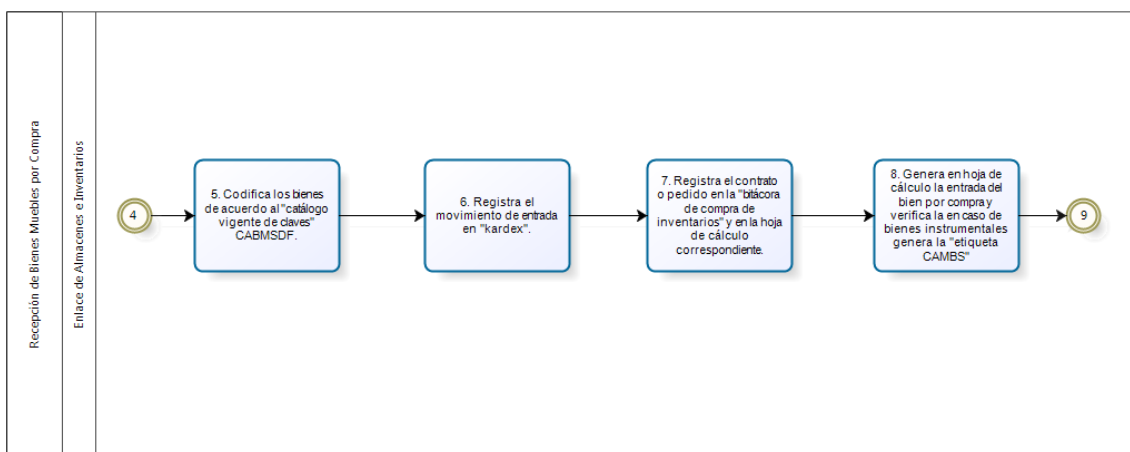 Recepción de Bienes Muebles por Compra
Enlace de Almacenes e Inventarios
4
5. Codifica los bienes
de acuerdo al "catálogo
vigente de claves"
CABMSDF.
6. Registra el
movimiento de entrada
en "kardex".
7. Registra el contrato
o pedido en la "bitácora
de compra de
inventarios" y en la hoja
de cálculo
correspondiente.
8. Genera en hoja de
cálculo la entrada del
bien por compra y
verifica la en caso de
bienes instrumentales
genera la "etiqueta
CAMBS"
9